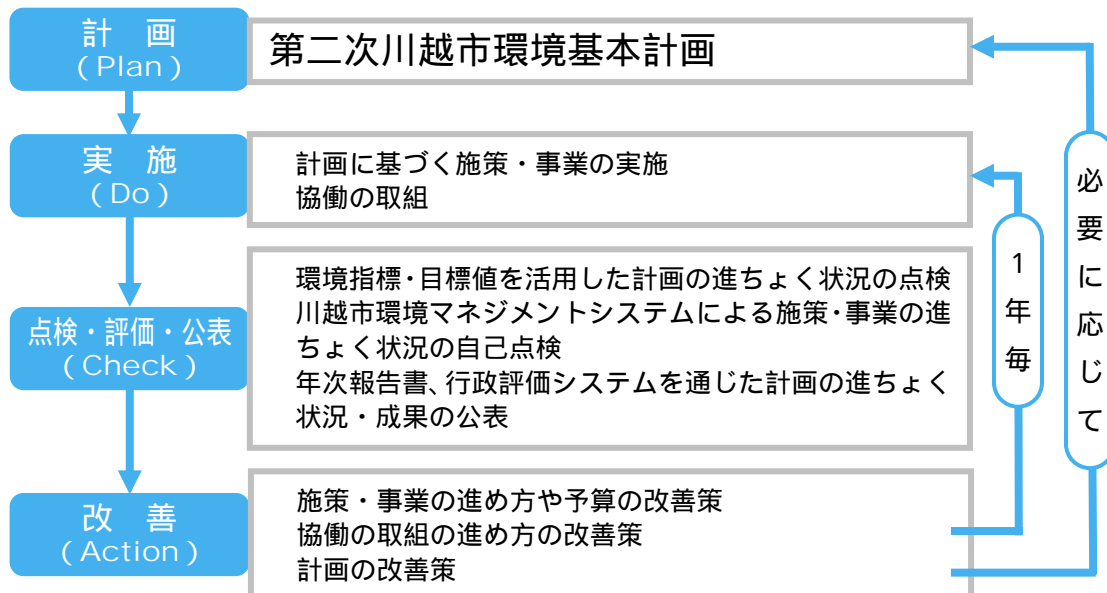 計 画
(Plan)
第二次川越市環境基本計画
実 施
(Do)
計画に基づく施策・事業の実施
協働の取組
点検・評価・公表
(Check)
環境指標・目標値を活用した計画の進ちょく状況の点検
川越市環境マネジメントシステムによる施策・事業の進
ちょく状況の自己点検
年次報告書、行政評価システムを通じた計画の進ちょく
状況・成果の公表
改 善
(Action)
施策・事業の進め方や予算の改善策
協働の取組の進め方の改善策
計画の改善策
1年毎
必要に応じて